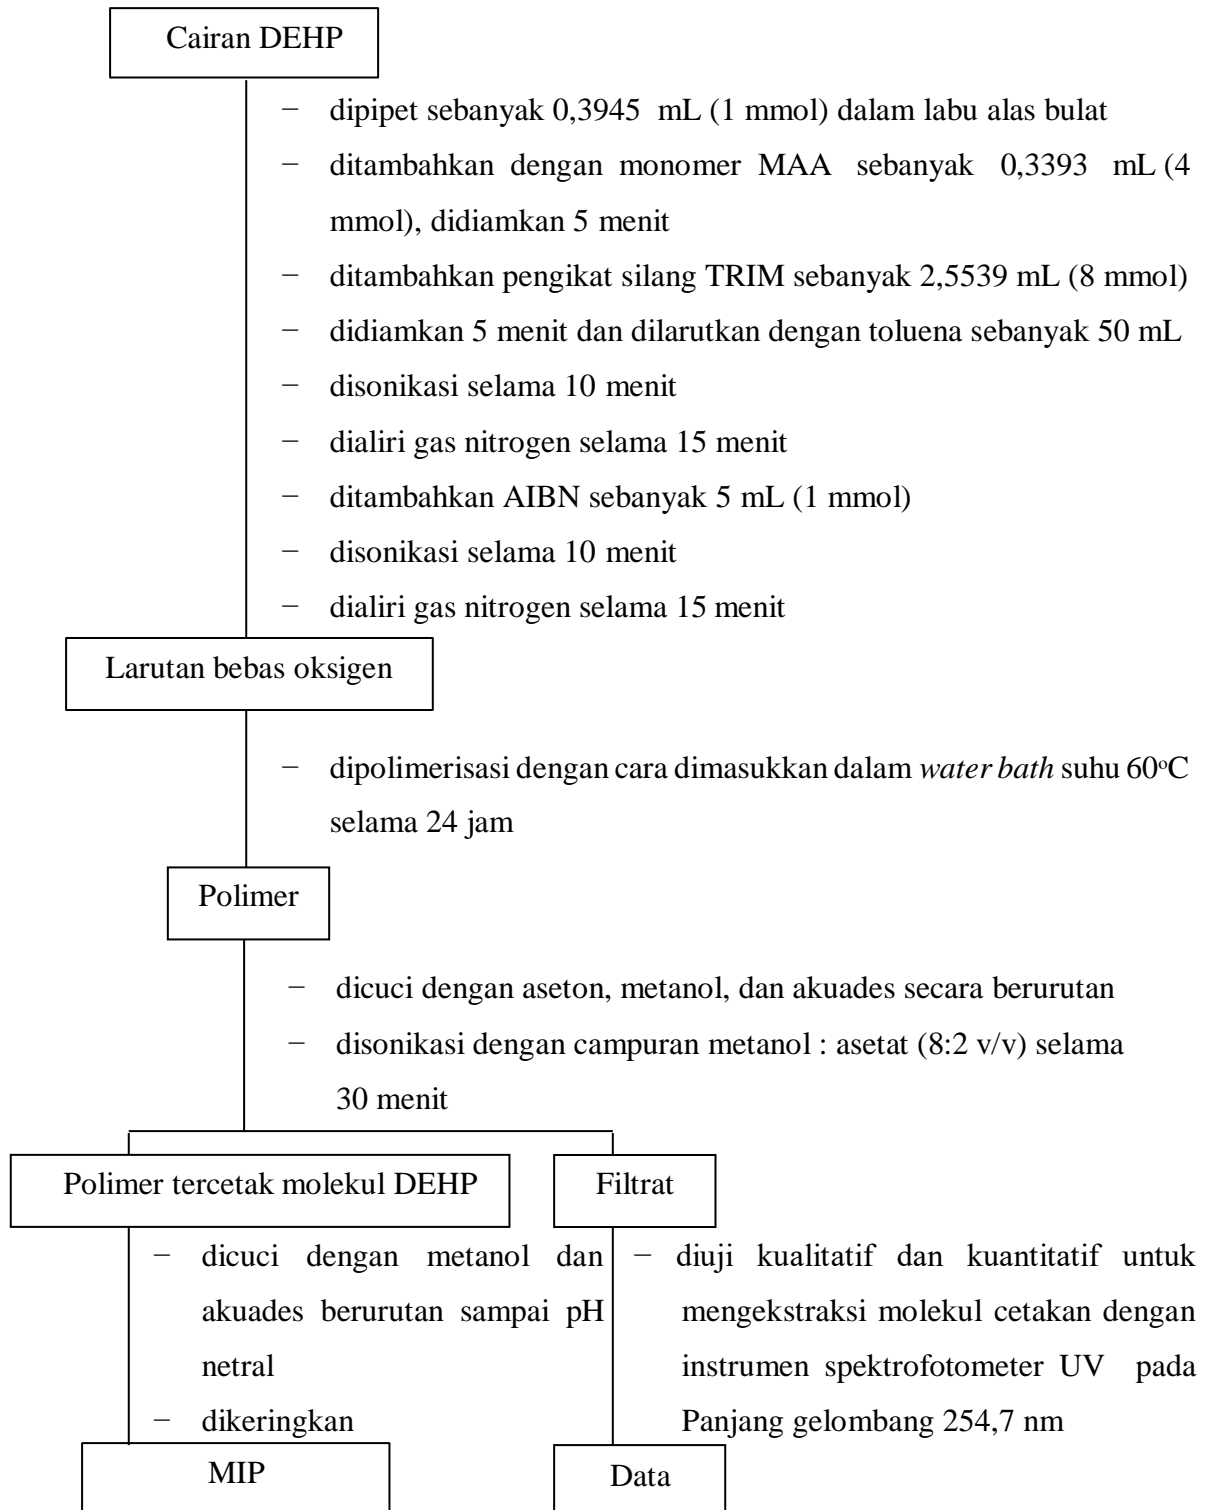 Cairan DEHP
− dipipet sebanyak 0,3945 mL (1 mmol) dalam labu alas bulat
− ditambahkan dengan monomer MAA sebanyak 0,3393 mL (4
mmol), didiamkan 5 menit
− ditambahkan pengikat silang TRIM sebanyak 2,5539 mL (8 mmol)
− didiamkan 5 menit dan dilarutkan dengan toluena sebanyak 50 mL
− disonikasi selama 10 menit
− dialiri gas nitrogen selama 15 menit
− ditambahkan AIBN sebanyak 5 mL (1 mmol)
− disonikasi selama 10 menit
− dialiri gas nitrogen selama 15 menit
Larutan bebas oksigen
− dipolimerisasi dengan cara dimasukkan dalam water bath suhu 60°C
selama 24 jam
Polimer
− dicuci dengan aseton, metanol, dan akuades secara berurutan
− disonikasi dengan campuran metanol : asetat (8:2 v/v) selama
30 menit
Polimer tercetak molekul DEHP
− dicuci dengan metanol dan
akuades berurutan sampai pH
netral
− dikeringkan
MIP
Filtrat
− diuji kualitatif dan kuantitatif untuk
mengekstraksi molekul cetakan dengan
instrumen spektrofotometer UV pada
Panjang gelombang 254,7 nm
Data